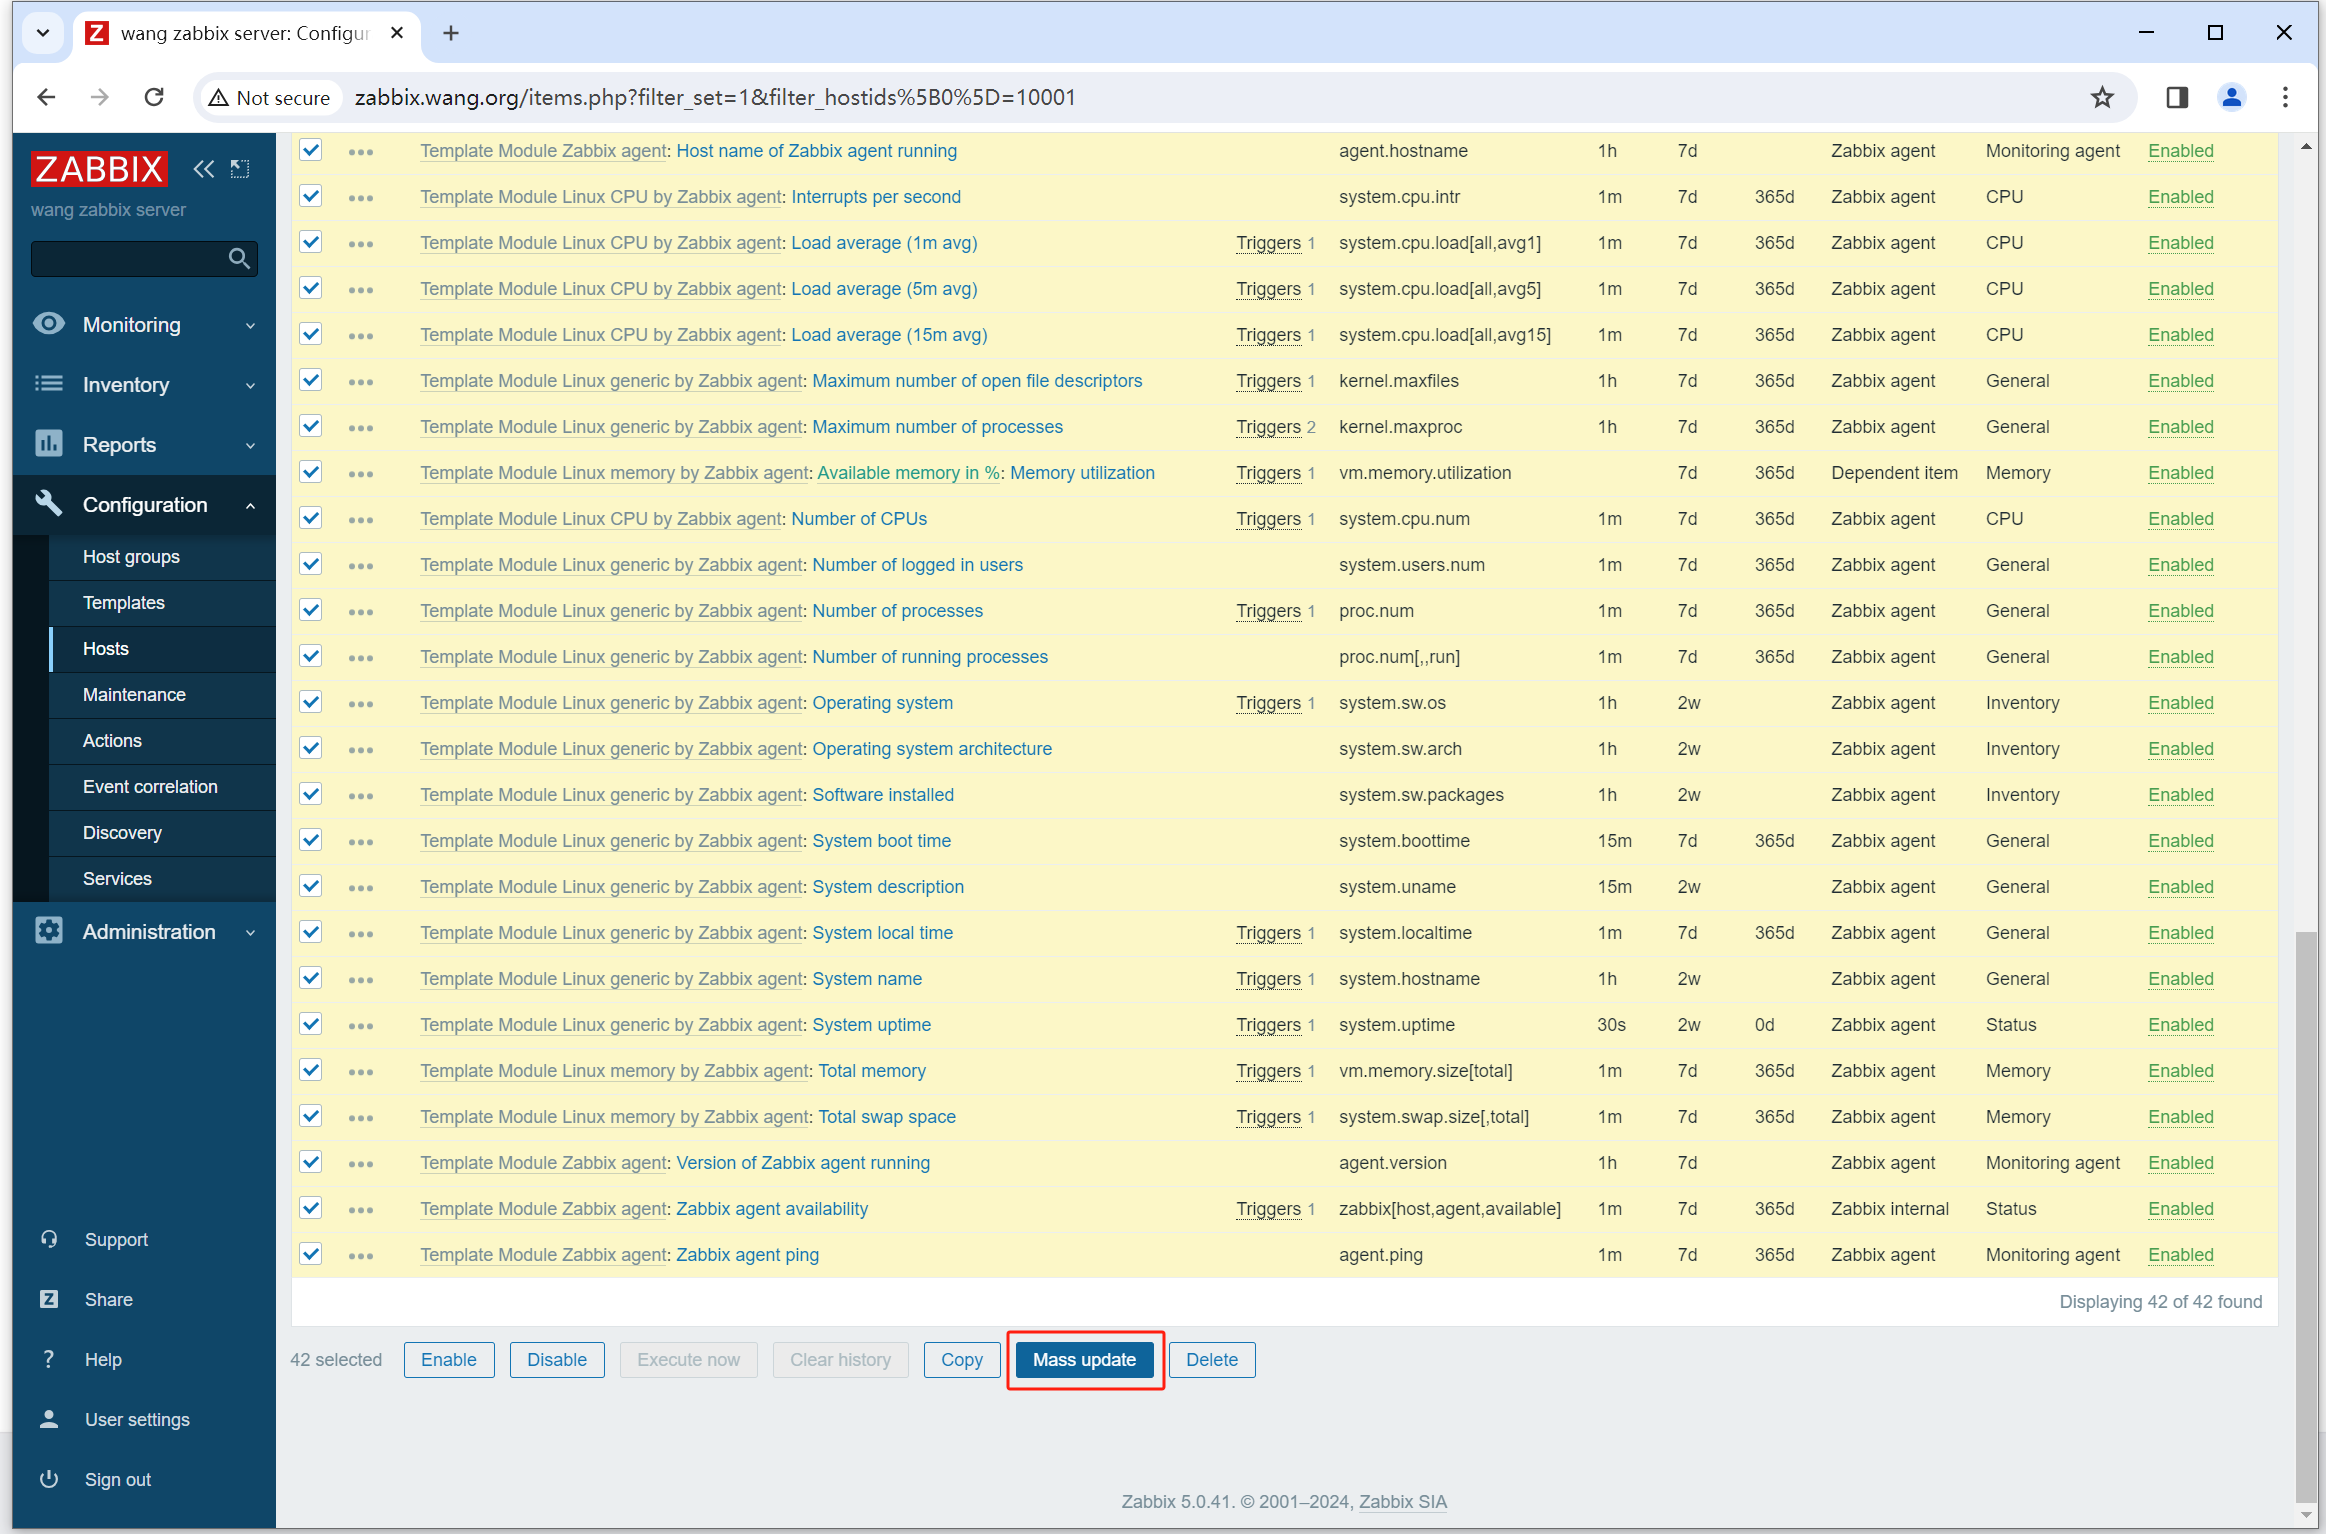 wang zabbix server: Configur
Not secure
zabbix.wang.org/items.php?filter_set=1&filter_hostids%5B0%5D=10001
ZABBIX
wang zabbix server
Monitoring
Inventory
Reports
Configuration
Host groups
Templates
Hosts
Maintenance
Actions
Event correlation
Discovery
Services
Administration
Support
Share
Help
User settings
Sign out
Template Module Zabbix agent: Host name of Zabbix agent running agent.hostname 1h 7d Zabbix agent Monitoring agent Enabled
Template Module Linux CPU by Zabbix agent: Interrupts per second system.cpu.intr 1m 7d 365d Zabbix agent CPU Enabled
Template Module Linux CPU by Zabbix agent: Load average (1m avg) Triggers 1 system.cpu.load[all,avg1] 1m 7d 365d Zabbix agent CPU Enabled
Template Module Linux CPU by Zabbix agent: Load average (5m avg) Triggers 1 system.cpu.load[all,avg5] 1m 7d 365d Zabbix agent CPU Enabled
Template Module Linux CPU by Zabbix agent: Load average (15m avg) Triggers 1 system.cpu.load[all,avg15] 1m 7d 365d Zabbix agent CPU Enabled
Template Module Linux generic by Zabbix agent: Maximum number of open file descriptors Triggers 1 kernel.maxfiles 1h 7d 365d Zabbix agent General Enabled
Template Module Linux generic by Zabbix agent: Maximum number of processes Triggers 2 kernel.maxproc 1h 7d 365d Zabbix agent General Enabled
Template Module Linux memory by Zabbix agent: Available memory in %: Memory utilization Triggers 1 vm.memory.utilization 7d 365d Dependent item Memory Enabled
Template Module Linux CPU by Zabbix agent: Number of CPUs Triggers 1 system.cpu.num 1m 7d 365d Zabbix agent CPU Enabled
Template Module Linux generic by Zabbix agent: Number of logged in users system.users.num 1m 7d 365d Zabbix agent General Enabled
Template Module Linux generic by Zabbix agent: Number of processes Triggers 1 proc.num 1m 7d 365d Zabbix agent General Enabled
Template Module Linux generic by Zabbix agent: Number of running processes proc.num[,,run] 1m 7d 365d Zabbix agent General Enabled
Template Module Linux generic by Zabbix agent: Operating system Triggers 1 system.sw.os 1h 2w Zabbix agent Inventory Enabled
Template Module Linux generic by Zabbix agent: Operating system architecture system.sw.arch 1h 2w Zabbix agent Inventory Enabled
Template Module Linux generic by Zabbix agent: Software installed system.sw.packages 1h 2w Zabbix agent Inventory Enabled
Template Module Linux generic by Zabbix agent: System boot time system.boottime 15m 7d 365d Zabbix agent General Enabled
Template Module Linux generic by Zabbix agent: System description system.uname 15m 2w Zabbix agent General Enabled
Template Module Linux generic by Zabbix agent: System local time Triggers 1 system.localtime 1m 7d 365d Zabbix agent General Enabled
Template Module Linux generic by Zabbix agent: System name Triggers 1 system.hostname 1h 2w Zabbix agent General Enabled
Template Module Linux generic by Zabbix agent: System uptime Triggers 1 system.uptime 30s 2w 0d Zabbix agent Status Enabled
Template Module Linux memory by Zabbix agent: Total memory Triggers 1 vm.memory.size[total] 1m 7d 365d Zabbix agent Memory Enabled
Template Module Linux memory by Zabbix agent: Total swap space Triggers 1 system.swap.size[,total] 1m 7d 365d Zabbix agent Memory Enabled
Template Module Zabbix agent: Version of Zabbix agent running agent.version 1h 7d Zabbix agent Monitoring agent Enabled
Template Module Zabbix agent: Zabbix agent availability Triggers 1 zabbix[host,agent,available] 1m 7d 365d Zabbix internal Status Enabled
Template Module Zabbix agent: Zabbix agent ping agent.ping 1m 7d 365d Zabbix agent Monitoring agent Enabled
Displaying 42 of 42 found
42 selected Enable Disable Execute now Clear history Copy Mass update Delete
Zabbix 5.0.41. © 2001–2024, Zabbix SIA